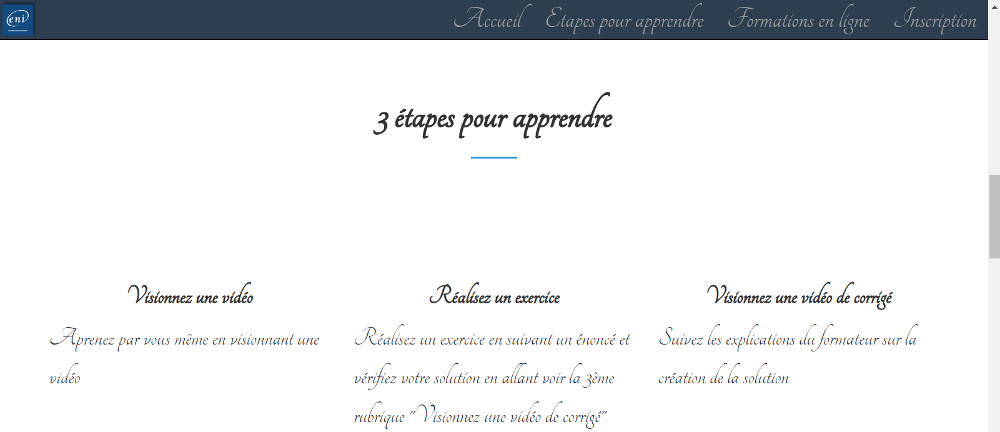 eni
Accueil Etapes pour apprendre Formations en ligne Inscription
3 étapes pour apprendre
Visionnez une vidéo
Aprenez par vous même en visionnant une
vidéo
Réalisez un exercice
Réalisez un exercice en suivant un énoncé et
vérifiez votre solution en allant voir la 3ème
rubrique "Visionnez une vidéo de corrigé"
Visionnez une vidéo de corrigé
Suivez les explications du formateur sur la
création de la solution